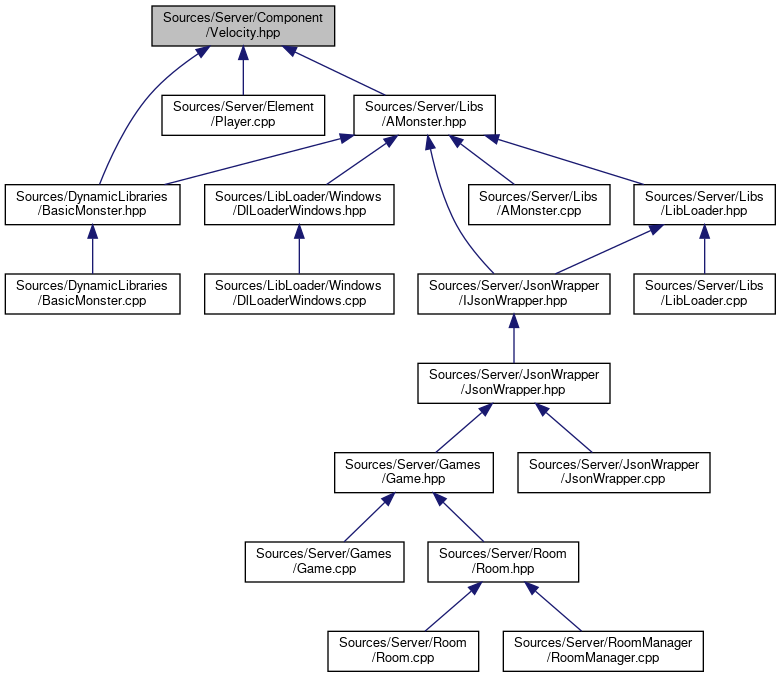 Sources/Server/Component
/Velocity.hpp
Sources/Server/Element
/Player.cpp
Sources/Server/Libs
/AMonster.hpp
Sources/DynamicLibraries
/BasicMonster.hpp
Sources/LibLoader/Windows
/DlLoaderWindows.hpp
Sources/Server/Libs
/AMonster.cpp
Sources/Server/Libs
/LibLoader.hpp
Sources/DynamicLibraries
/BasicMonster.cpp
Sources/LibLoader/Windows
/DlLoaderWindows.cpp
Sources/Server/JsonWrapper
/IJsonWrapper.hpp
Sources/Server/Libs
/LibLoader.cpp
Sources/Server/JsonWrapper
/JsonWrapper.hpp
Sources/Server/Games
/Game.hpp
Sources/Server/JsonWrapper
/JsonWrapper.cpp
Sources/Server/Games
/Game.cpp
Sources/Server/Room
/Room.hpp
Sources/Server/Room
/Room.cpp
Sources/Server/RoomManager
/RoomManager.cpp